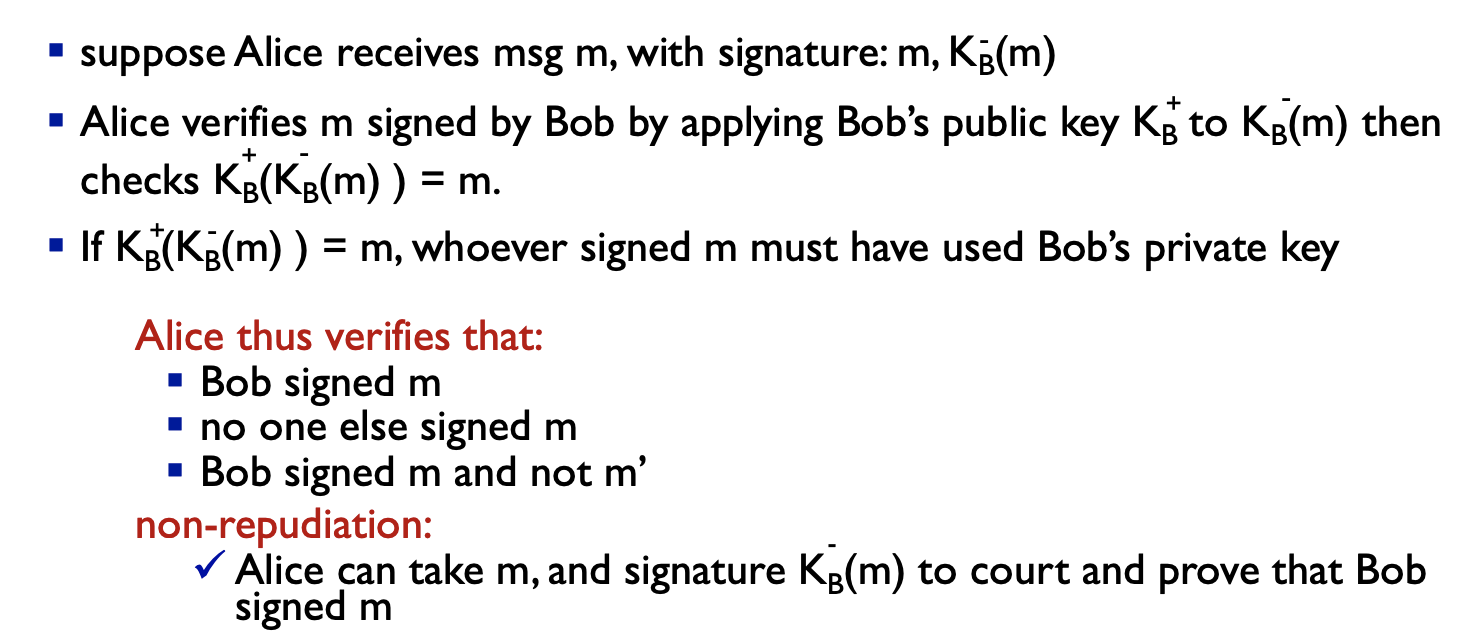 ▪ suppose Alice receives msg m, with signature: m, K_B^-(m)
▪ Alice verifies m signed by Bob by applying Bob’s public key K_B^+ to K_B^-(m) then
checks K_B^+(K_B^-(m) ) = m.
▪ If K_B^+(K_B^-(m) ) = m, whoever signed m must have used Bob’s private key
Alice thus verifies that:
▪ Bob signed m
▪ no one else signed m
▪ Bob signed m and not m’
non-repudiation:
✓ Alice can take m, and signature K_B^-(m) to court and prove that Bob
signed m